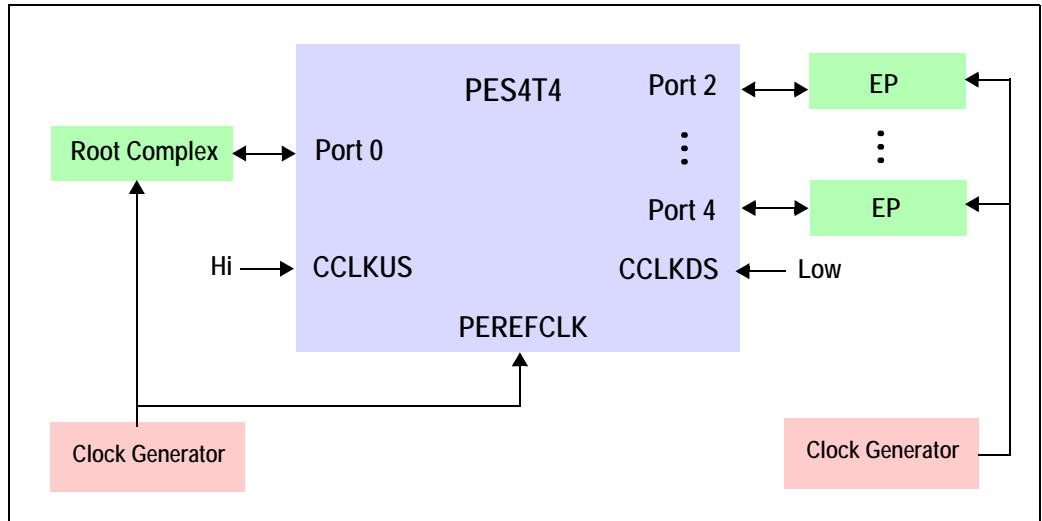 PES4T4
Port 2
EP
Root Complex
Port 0
Port 4
EP
Hi
CCLKUS
CCLKDS
Low
PEREFCLK
Clock Generator
Clock Generator